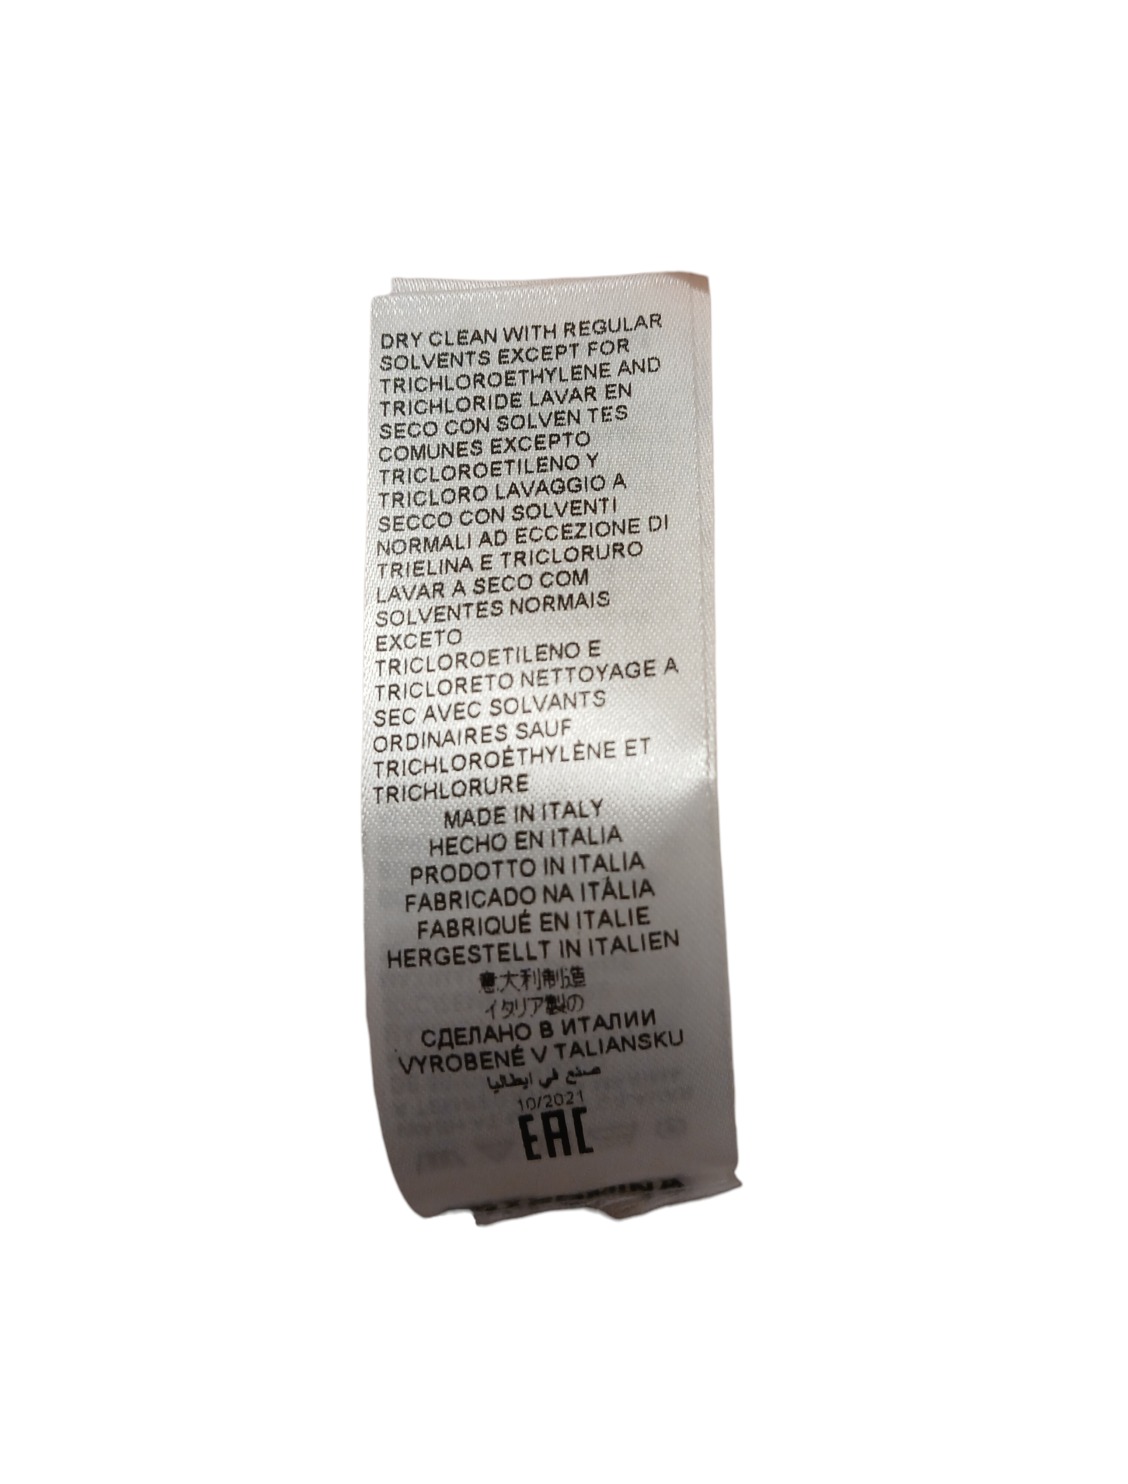 DRY CLEAN WITH REGULAR
SOLVENTS EXCEPT FOR
TRICHLOROETHYLENE AND
TRICHLORIDE LAVAR EN
SECO CON SOLVEN TES
COMUNES EXCEPTO
TRICLOROETILENO Y
TRICLORO LAVAGGIO A
SECCO CON SOLVENTI
NORMALI AD ECCEZIONE DI
TRIELINA E TRICLORURO
LAVAR A SECO COM
SOLVENTES NORMAIS
EXCETO
TRICLOROETILENO E
TRICLORETO NETTOYAGE A
SEC AVEC SOLVANTS
ORDINAIRES SAUF
TRICHLOROÉTHYLÈNE ET
TRICHLORURE
MADE IN ITALY
HECHO EN ITALIA
PRODOTTO IN ITALIA
FABRICADO NA ITÁLIA
FABRIQUÉ EN ITALIE
HERGESTELLT IN ITALIEN
意大利制造
イタリア製の
СДЕЛАНО В ИТАЛИИ
VYROBENÉ V TALIANSKU
صنع في ايطاليا
10/2021
EAC